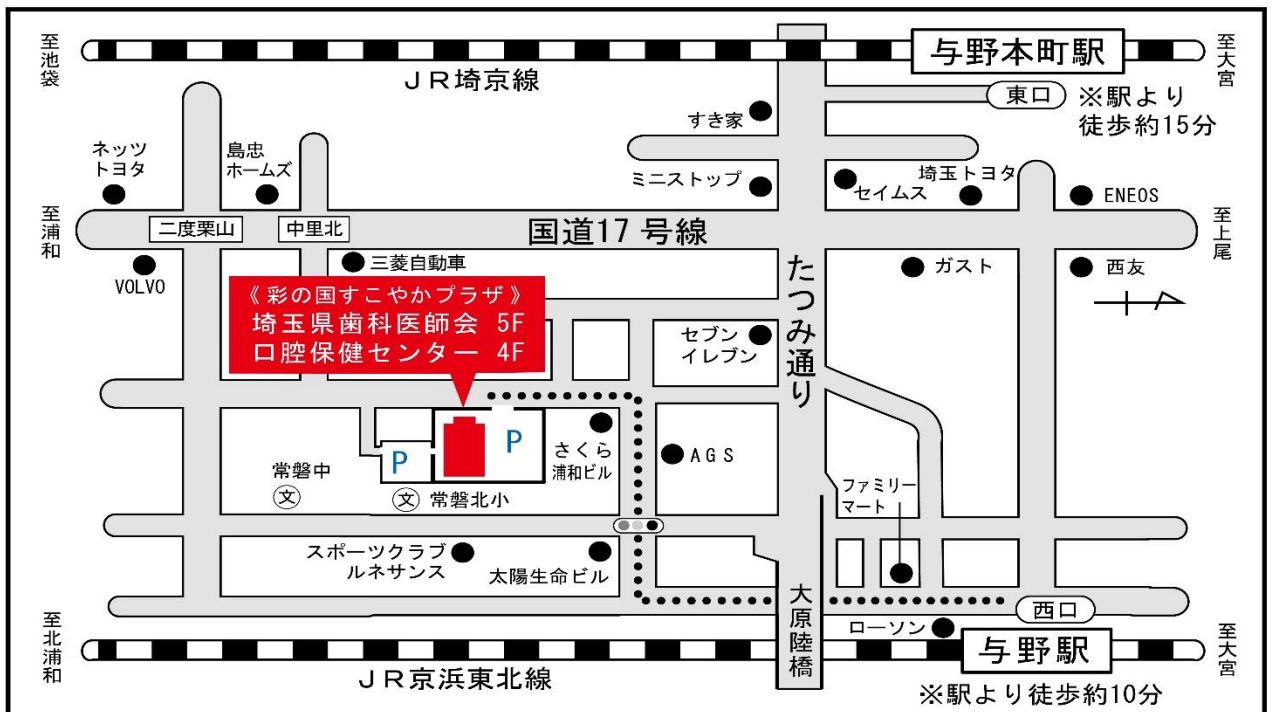 至池袋
与野本町駅
至大宮
JR埼京線
東口
※駅より
徒歩約15分
すき家
ネッツ
トヨタ
島忠
ホームズ
ミニストップ
セイムス
埼玉トヨタ
ENEOS
至浦和
二度栗山
中里北
国道17号線
至上尾
VOLVO
三菱自動車
たつみ通り
ガスト
西友
《彩の国すこやかプラザ》
埼玉県歯科医師会 5F
口腔保健センター 4F
セブン
イレブン
P
P
さくら
浦和ビル
AGS
常磐中
文
文
常磐北小
ファミリー
マート
スポーツクラブ
ルネサンス
太陽生命ビル
大原陸橋
西口
至北浦和
ローソン
与野駅
至大宮
JR京浜東北線
※駅より徒歩約10分